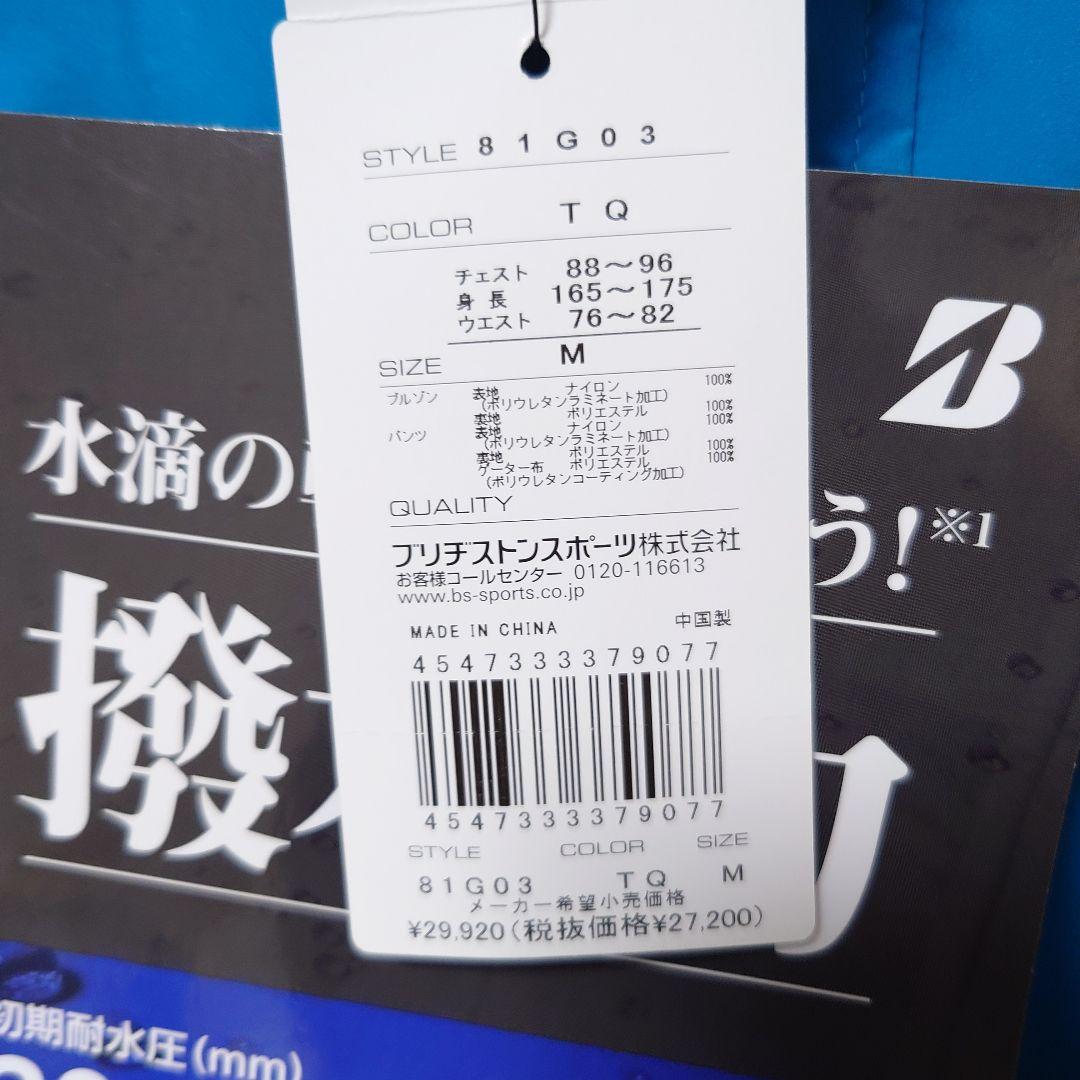 STYLE 81G03
COLOR TQ
チェスト 88〜96
身長 165〜175
ウエスト 76〜82
SIZE M
ブルゾン 表地 ナイロン 100%
(ポリウレタンラミネート加工)
裏地 ポリエステル 100%
パンツ 表地 ナイロン 100%
(ポリウレタンラミネート加工)
裏地 ポリエステル 100%
ゲーター布 ポリエステル 100%
(ポリウレタンコーティング加工)
QUALITY
ブリヂストンスポーツ株式会社
お客様コールセンター 0120-116613
www.bs-sports.co.jp
MADE IN CHINA 中国製
4547333379077
4547333379077
STYLE COLOR SIZE
81G03 TQ M
メーカー希望小売価格
¥29,920(税抜価格¥27,200)
B
水滴の
う!※1
撥 力
初期耐水圧(mm)